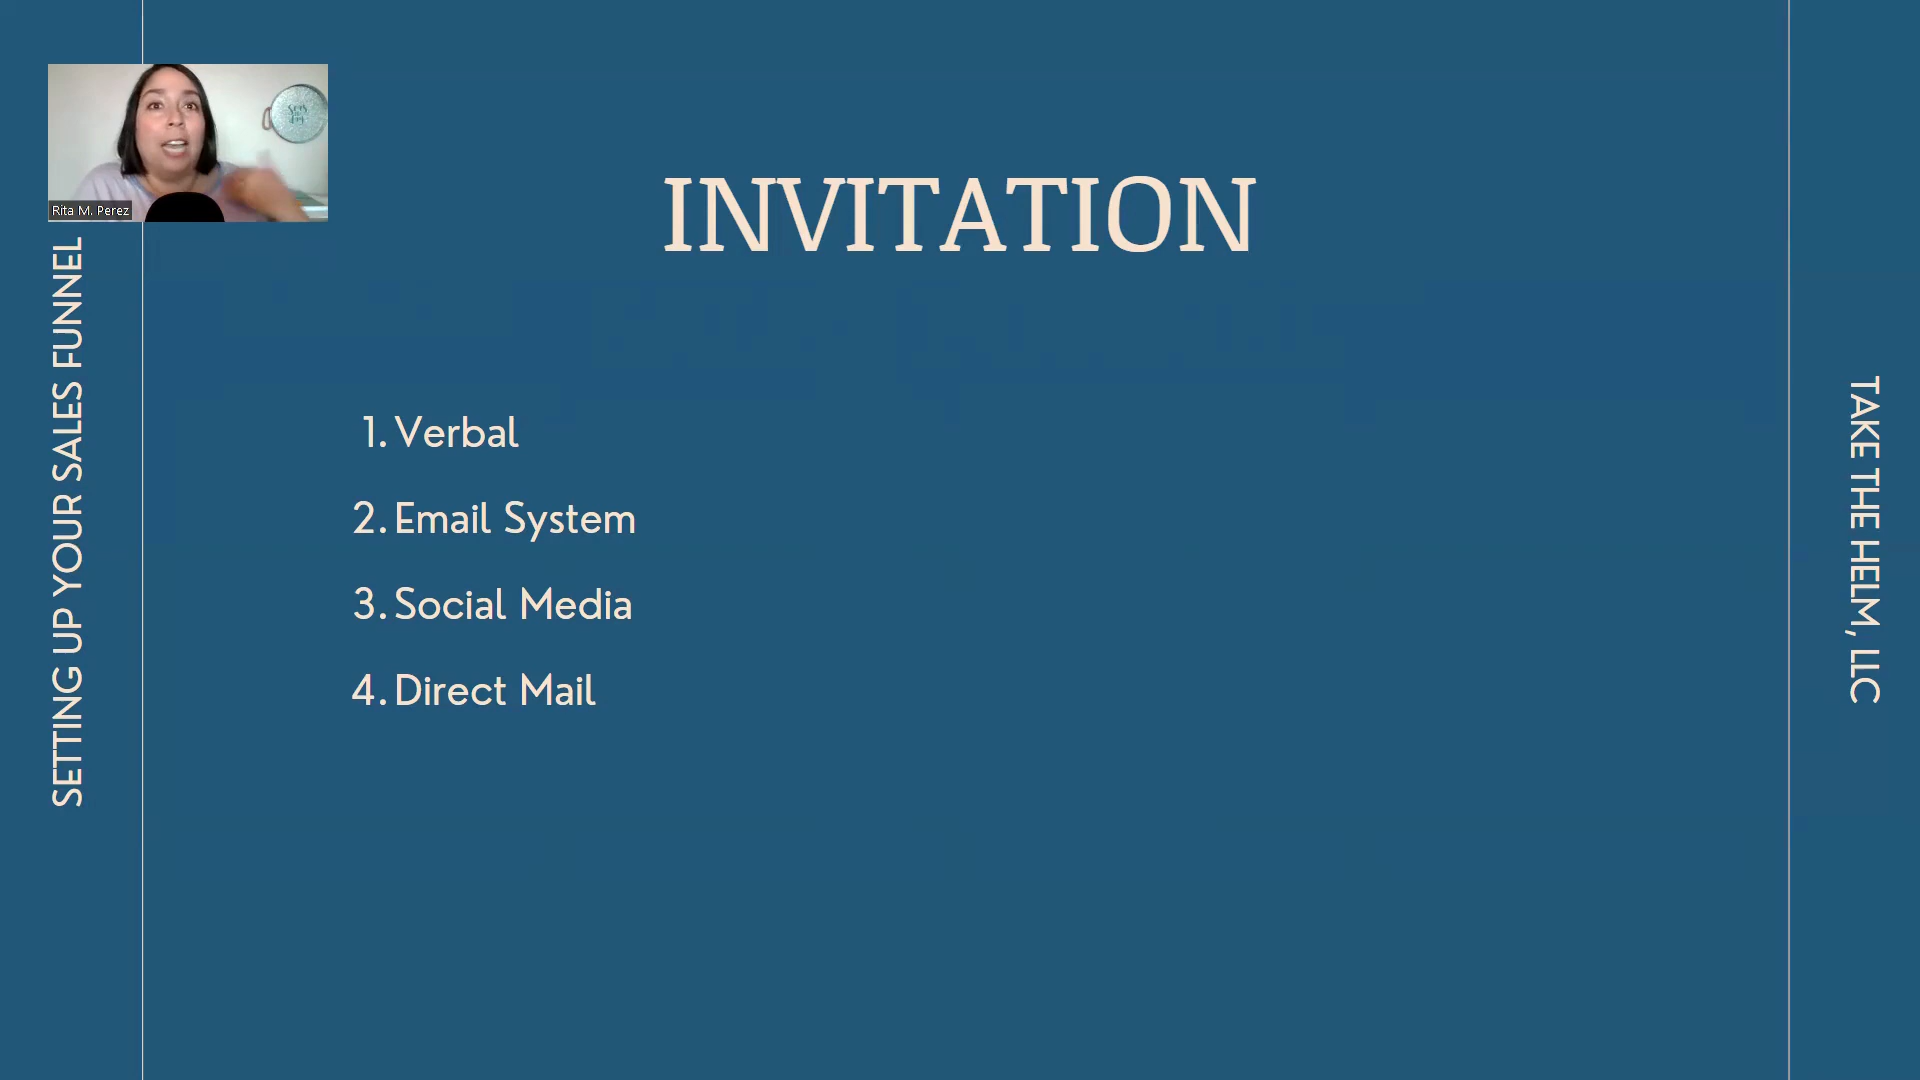 Rita M. Perez
SETTING UP YOUR SALES FUNNEL
INVITATION
1. Verbal
2. Email System
3. Social Media
4. Direct Mail
TAKE THE HELM, LLC